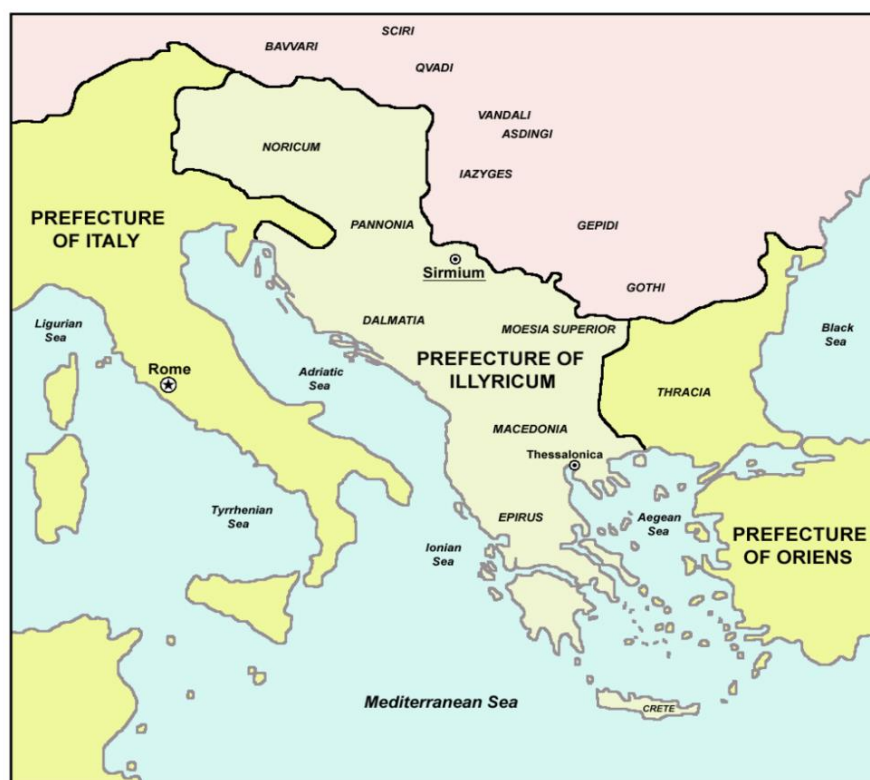 SCIRI
BAVVARI
QVADI
VANDALI
ASDINGI
NORICUM
IAZYGES
PREFECTURE
OF ITALY
PANNONIA
GEPIDI
Sirmium
GOTHI
Ligurian
Sea
DALMATIA
MOESIA SUPERIOR
Black
Sea
Rome
Adriatic
Sea
PREFECTURE OF
ILLYRICUM
THRACIA
MACEDONIA
Thessalonica
Tyrrhenian
Sea
EPIRUS
Aegean
Sea
Ionian
Sea
PREFECTURE
OF ORIENS
Mediterranean Sea
CRETE